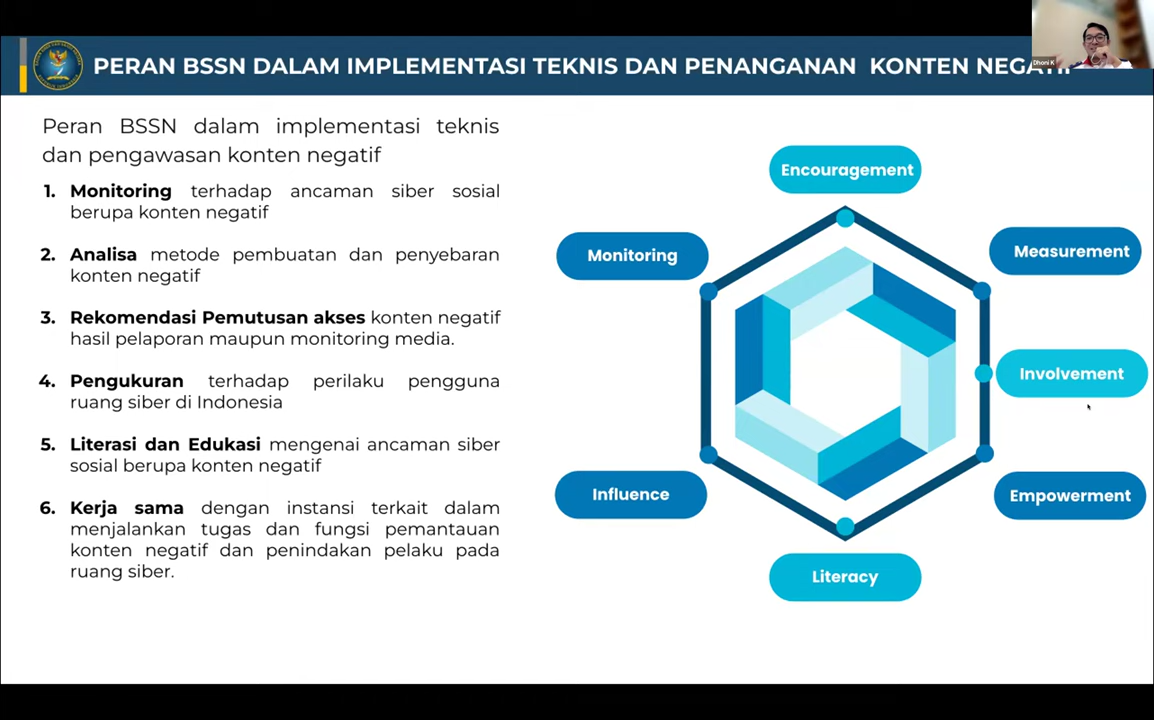 PERAN BSSN DALAM IMPLEMENTASI TEKNIS DAN PENANGANAN KONTEN NEGATIF
Dhoni K
Peran BSSN dalam implementasi teknis
dan pengawasan konten negatif
1. Monitoring terhadap ancaman siber sosial
berupa konten negatif
2. Analisa metode pembuatan dan penyebaran
konten negatif
3. Rekomendasi Pemutusan akses konten negatif
hasil pelaporan maupun monitoring media.
4. Pengukuran terhadap perilaku pengguna
ruang siber di Indonesia
5. Literasi dan Edukasi mengenai ancaman siber
sosial berupa konten negatif
6. Kerja sama dengan instansi terkait dalam
menjalankan tugas dan fungsi pemantauan
konten negatif dan penindakan pelaku pada
ruang siber.
Encouragement
Monitoring
Measurement
Involvement
Influence
Empowerment
Literacy